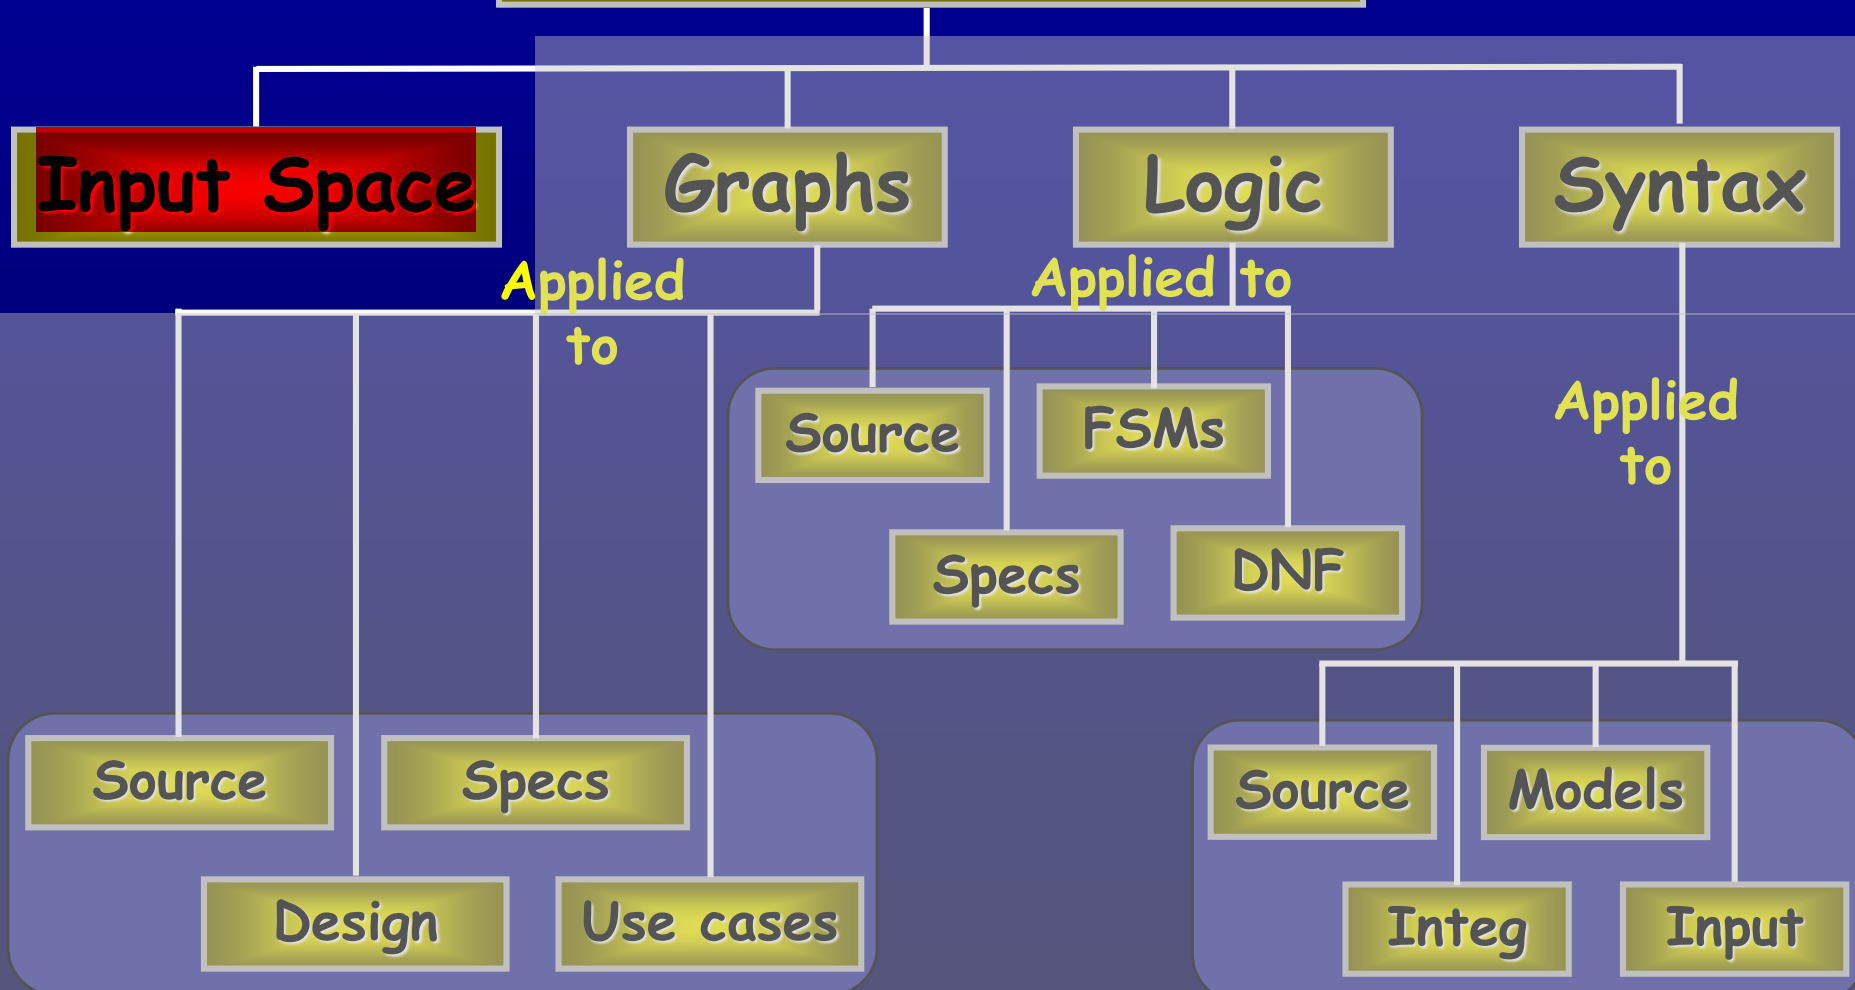 Input Space
Graphs
Logic
Syntax
Applied
to
Applied to
Applied
to
Source
FSMs
Specs
DNF
Source
Specs
Design
Use cases
Source
Models
Integ
Input